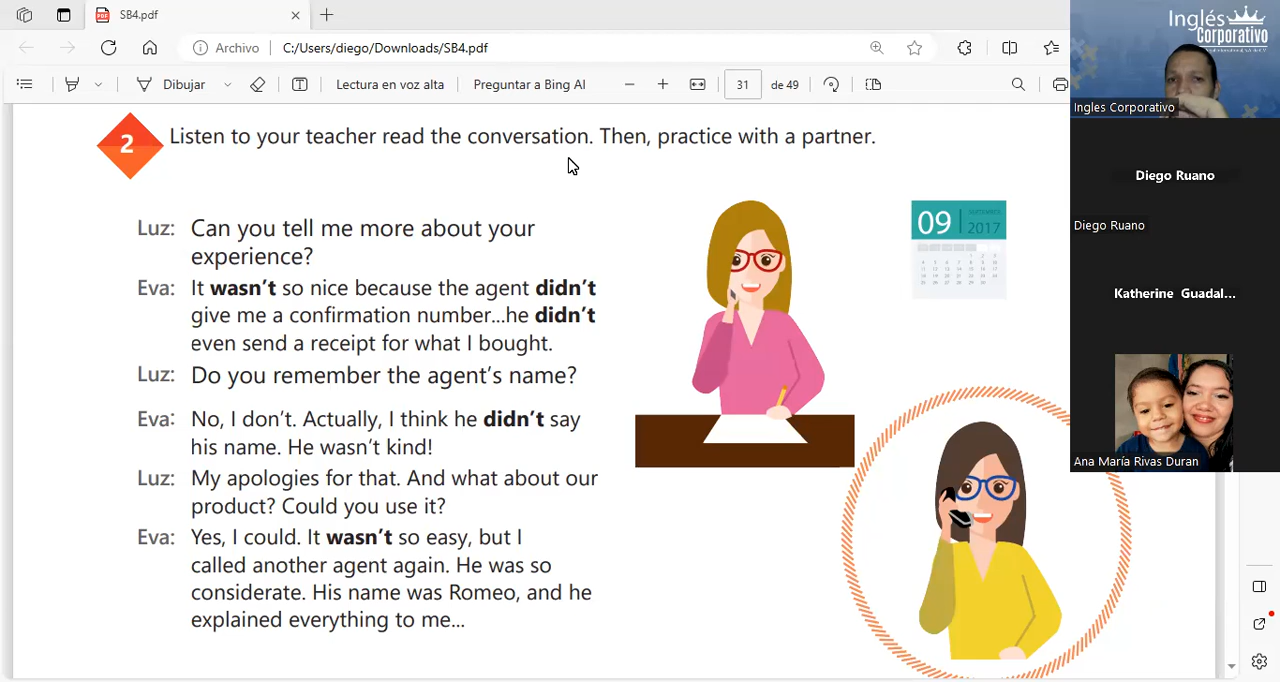 SB4.pdf
Archivo
C:/Users/diego/Downloads/SB4.pdf
Dibujar
Lectura en voz alta
Preguntar a Bing AI
31
de 49
2
Listen to your teacher read the conversation. Then, practice with a partner.
Luz: Can you tell me more about your
experience?
Eva: It wasn't so nice because the agent didn't
give me a confirmation number...he didn't
even send a receipt for what I bought.
Luz: Do you remember the agent's name?
Eva: No, I don't. Actually, I think he didn't say
his name. He wasn't kind!
Luz: My apologies for that. And what about our
product? Could you use it?
Eva: Yes, I could. It wasn't so easy, but I
called another agent again. He was so
considerate. His name was Romeo, and he
explained everything to me...
09
2017
Inglés
Corporativo
Ingles Corporativo
Diego Ruano
Diego Ruano
Katherine Guadal...
Ana María Rivas Duran